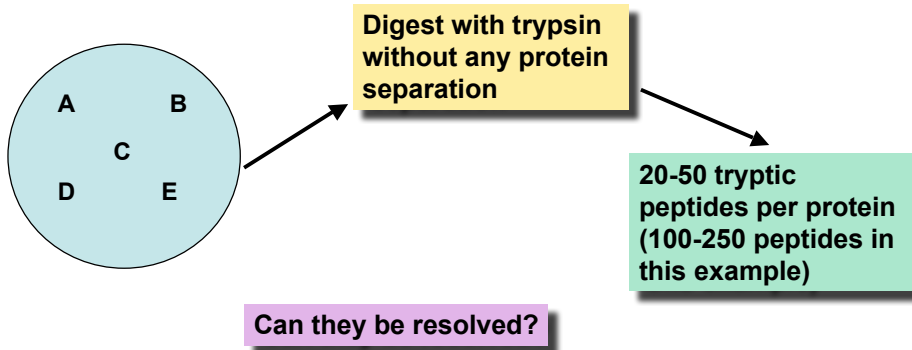 A B
C
D E
Digest with trypsin
without any protein
separation
20-50 tryptic
peptides per protein
(100-250 peptides in
this example)
Can they be resolved?